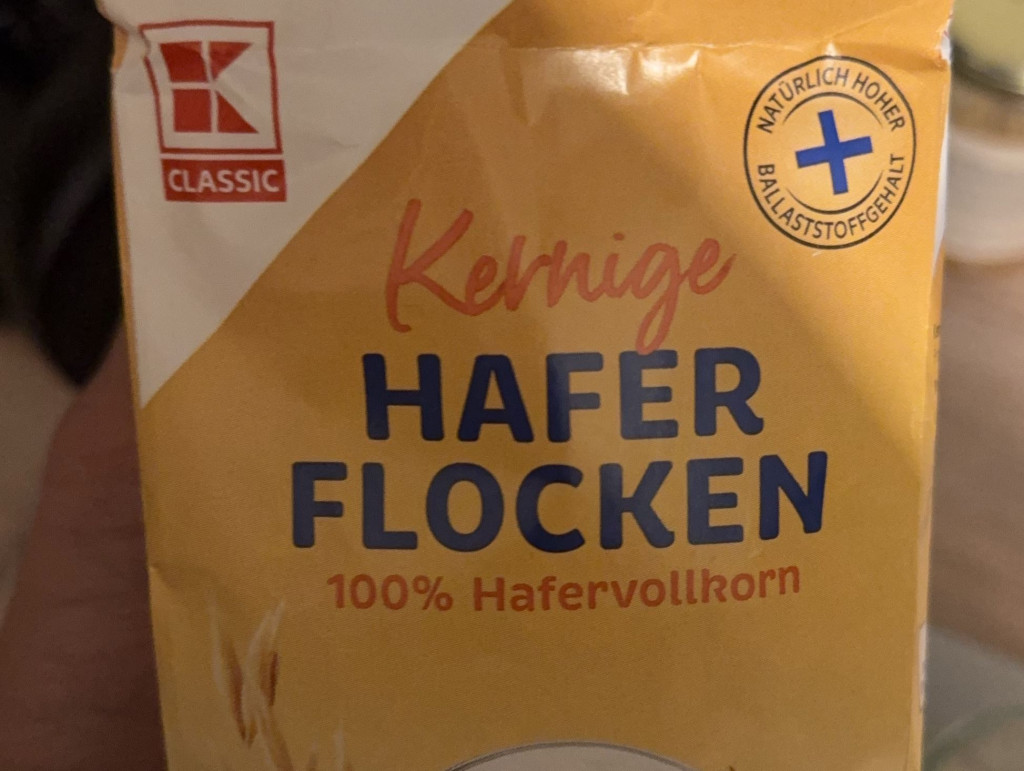 K
CLASSIC
NATÜRLICH HOHER
BALLASTSTOFFGEHALT
Kernige
HAFER
FLOCKEN
100% Hafervollkorn